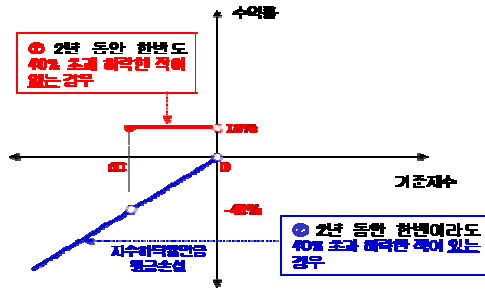 수익률
① 2년 동안 한번도
40% 초과 하락한 적이
없는 경우
60
0
기준지수
-40%
② 2년 동안 한번이라도
40% 초과 하락한 적이 있는
경우
지수하락률만큼
원금손실